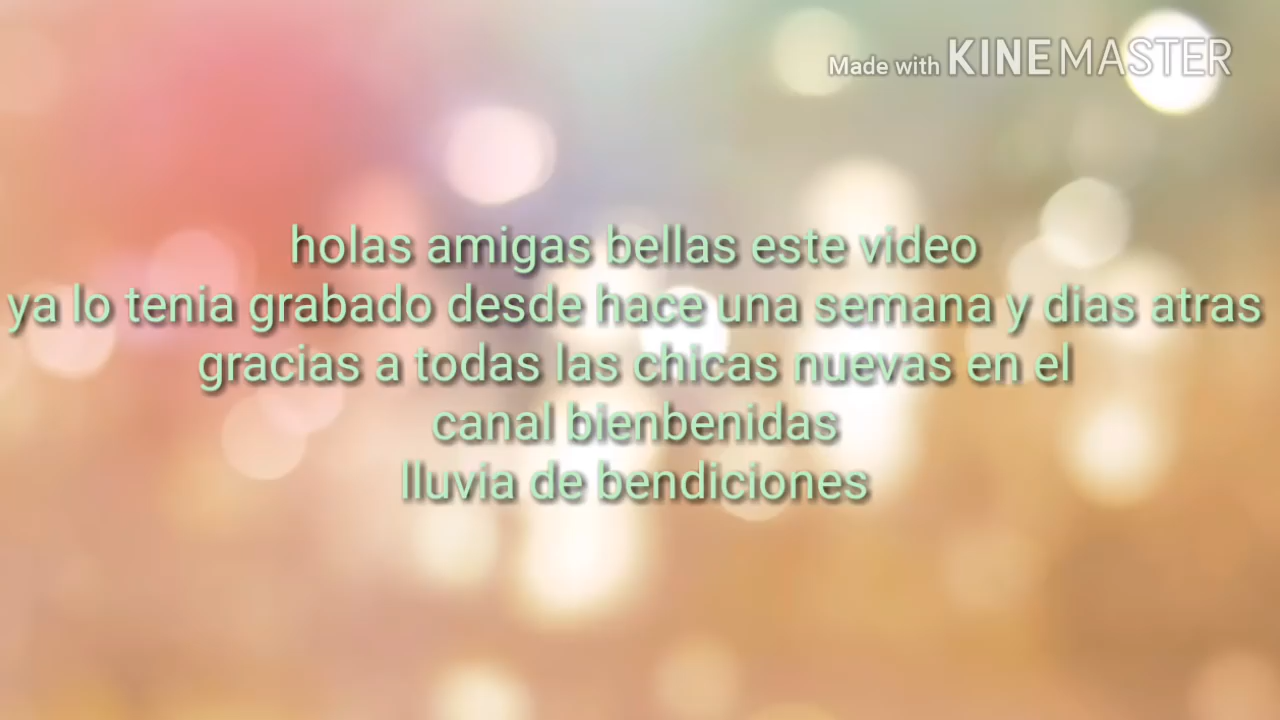 Made with KINEMASTER
holas amigas bellas este video
ya lo tenia grabado desde hace una semana y dias atras
gracias a todas las chicas nuevas en el
canal bienbenidas
lluvia de bendiciones